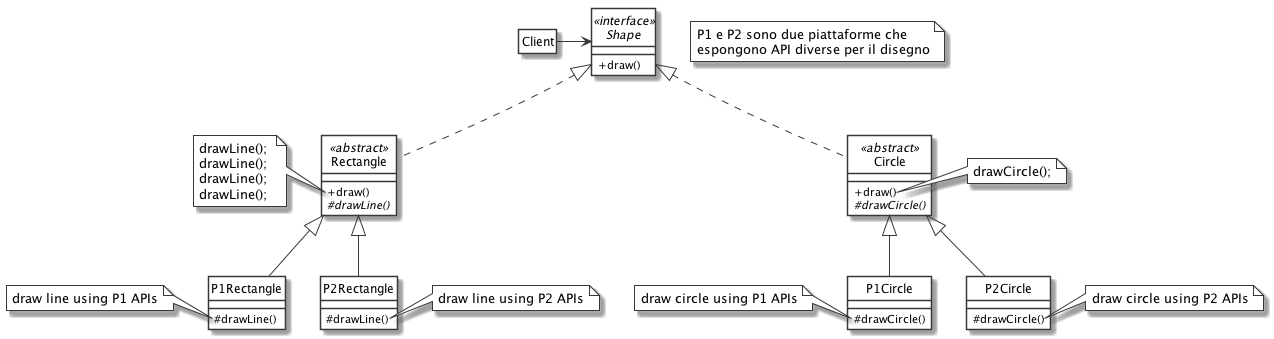 «interface»
Shape
+draw()
Client
P1 e P2 sono due piattaforme che
espongono API diverse per il disegno
drawLine();
drawLine();
drawLine();
drawLine();
«abstract»
Rectangle
+draw()
#drawLine()
«abstract»
Circle
+draw()
#drawCircle()
drawCircle();
draw line using P1 APIs
P1Rectangle
#drawLine()
P2Rectangle
#drawLine()
draw line using P2 APIs
draw circle using P1 APIs
P1Circle
#drawCircle()
P2Circle
#drawCircle()
draw circle using P2 APIs